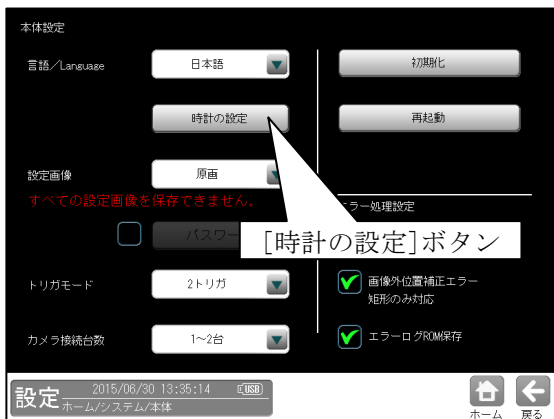 本体設定
言語／Language
日本語
初期化
時計の設定
再起動
設定画像
原画
すべての設定画像を保存できません。
ラー処理設定
パスワー
[時計の設定]ボタン
トリガモード
2トリガ
画像外位置補正エラー
矩形のみ対応
カメラ接続台数
1～2台
エラーログROM保存
設定
2015/06/30 13:35:14
USB
ホーム/システム/本体
ホーム
戻る